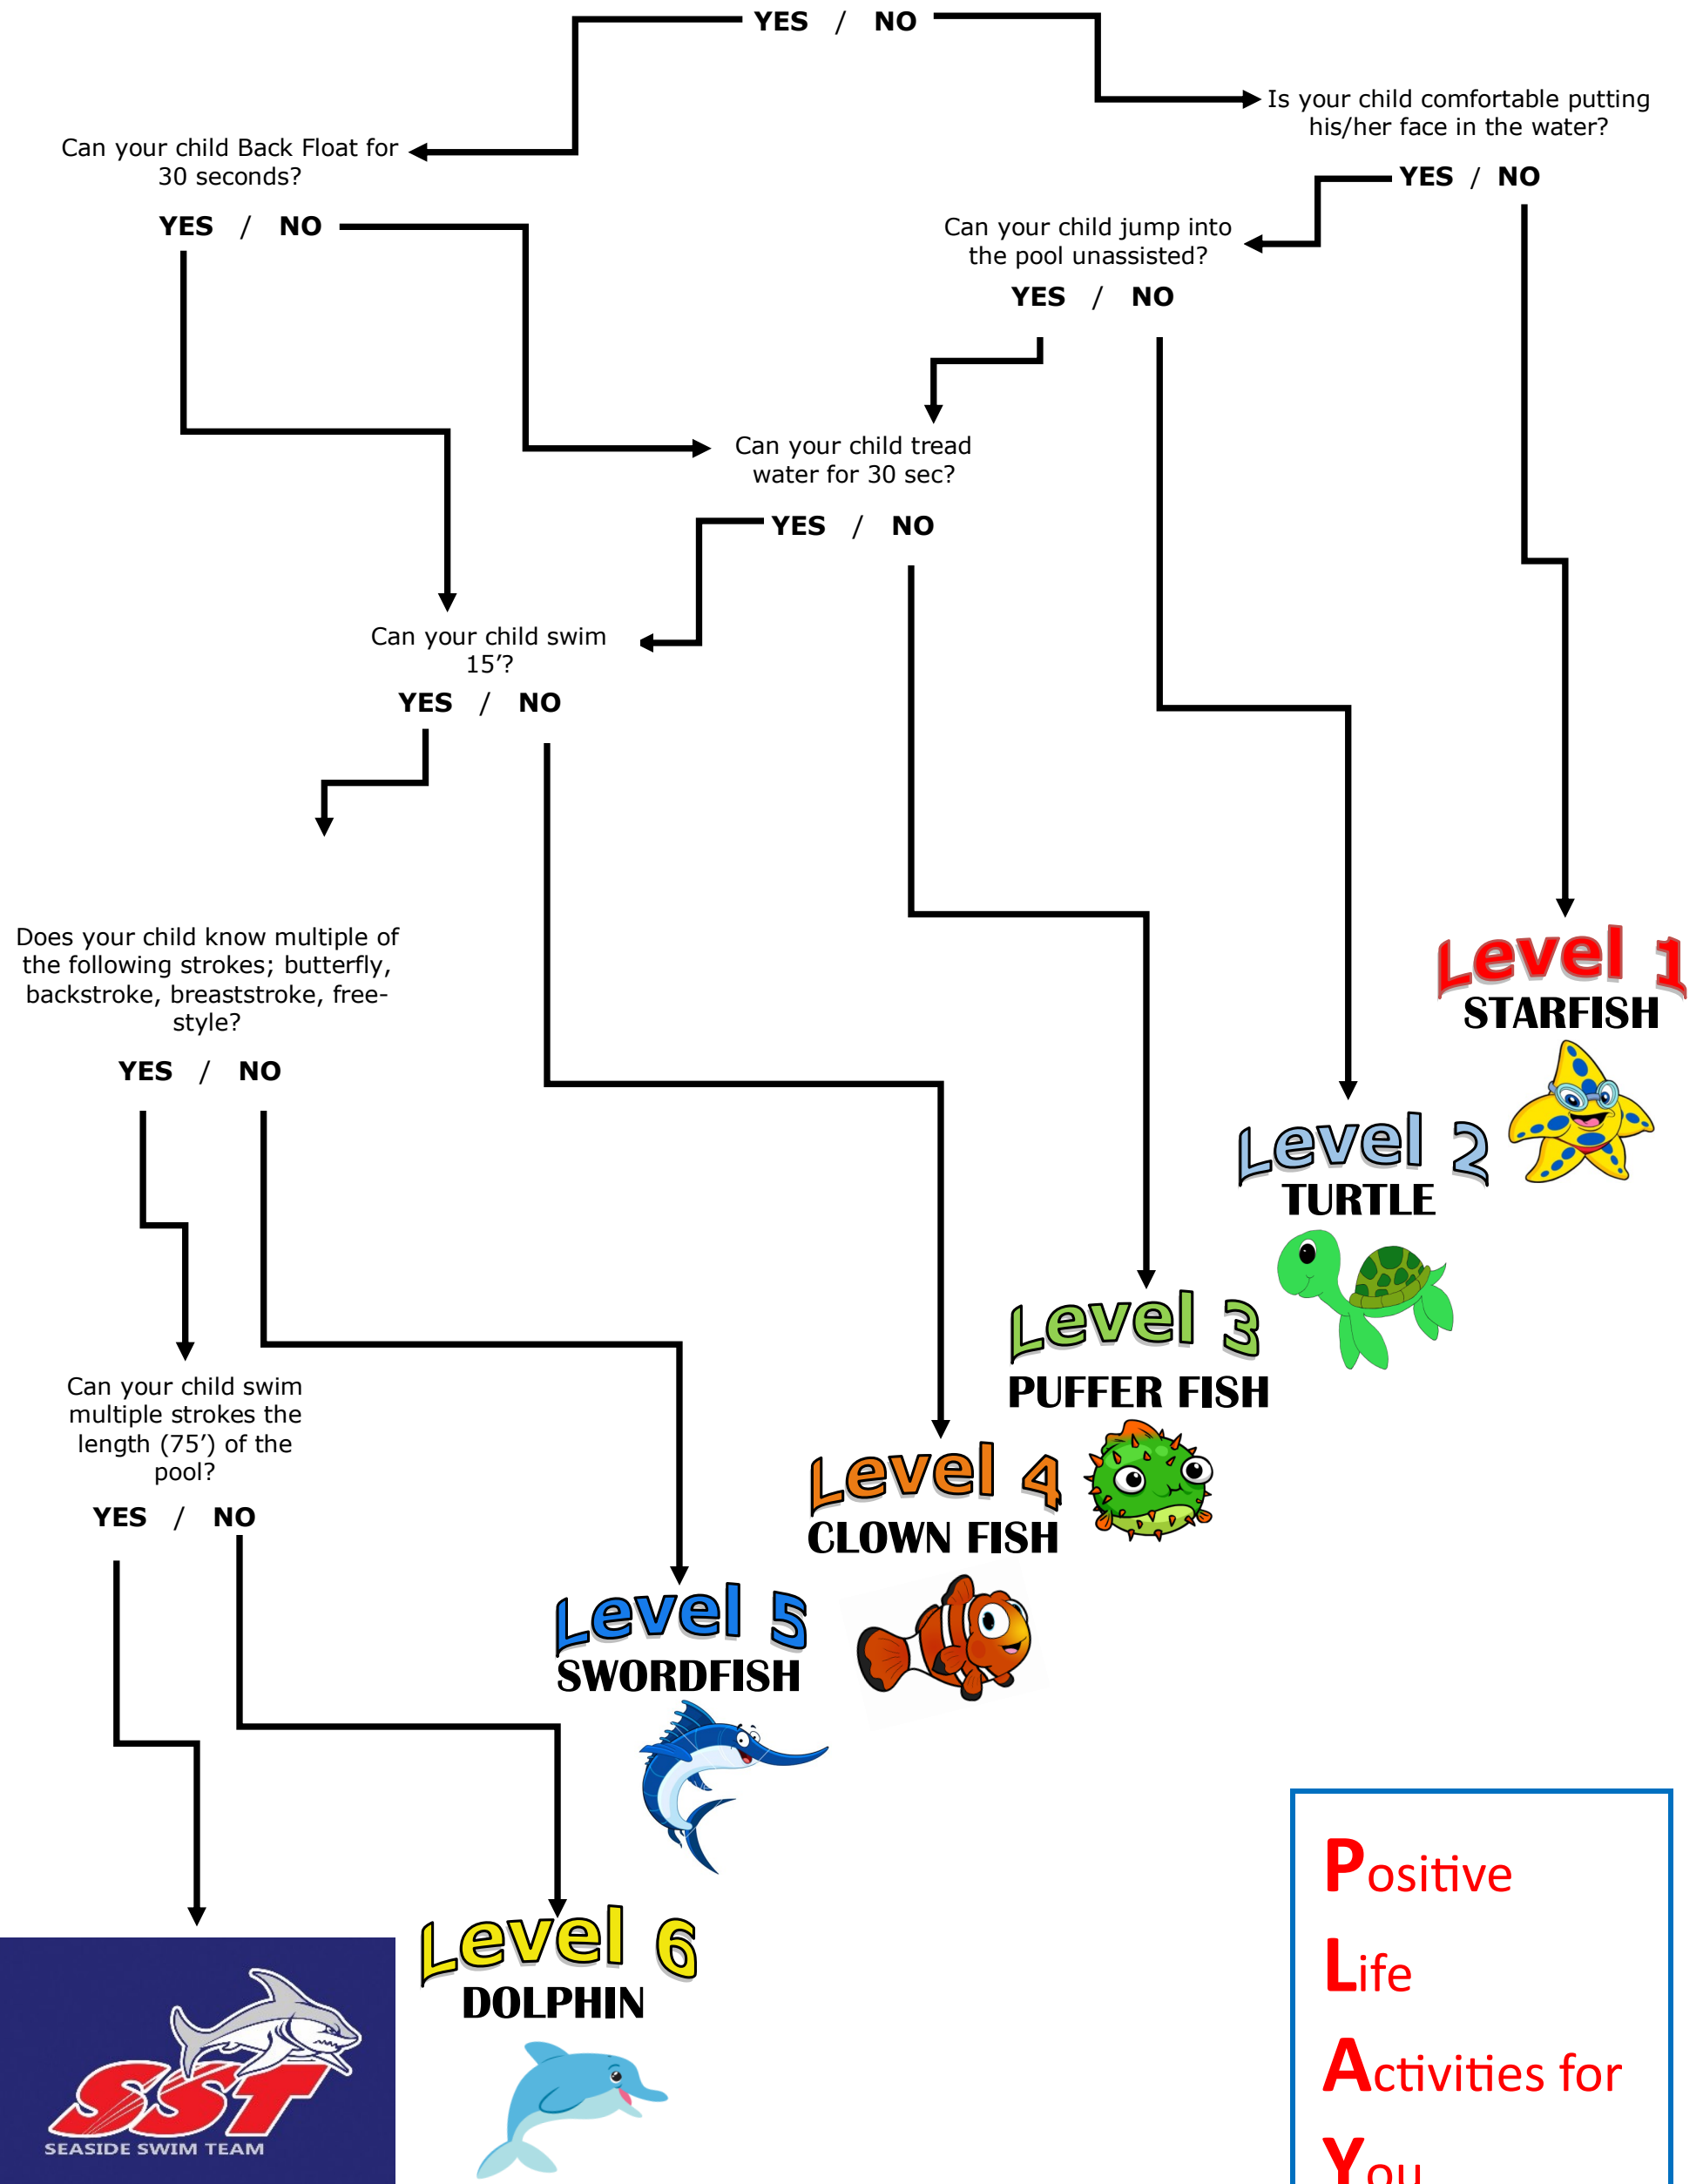 YES / NO
Is your child comfortable putting
his/her face in the water?
YES / NO
Can your child Back Float for
30 seconds?
YES / NO
Can your child jump into
the pool unassisted?
YES / NO
Can your child tread
water for 30 sec?
YES / NO
Can your child swim
15’?
YES / NO
Does your child know multiple of
the following strokes; butterfly,
backstroke, breaststroke, free-
style?
YES / NO
Level 1
STARFISH
Level 2
TURTLE
Level 3
PUFFER FISH
Can your child swim
multiple strokes the
length (75’) of the
pool?
YES / NO
Level 4
CLOWN FISH
Level 5
SWORDFISH
Level 6
DOLPHIN
SST
SEASIDE SWIM TEAM
Positive
Life
Activities for
You